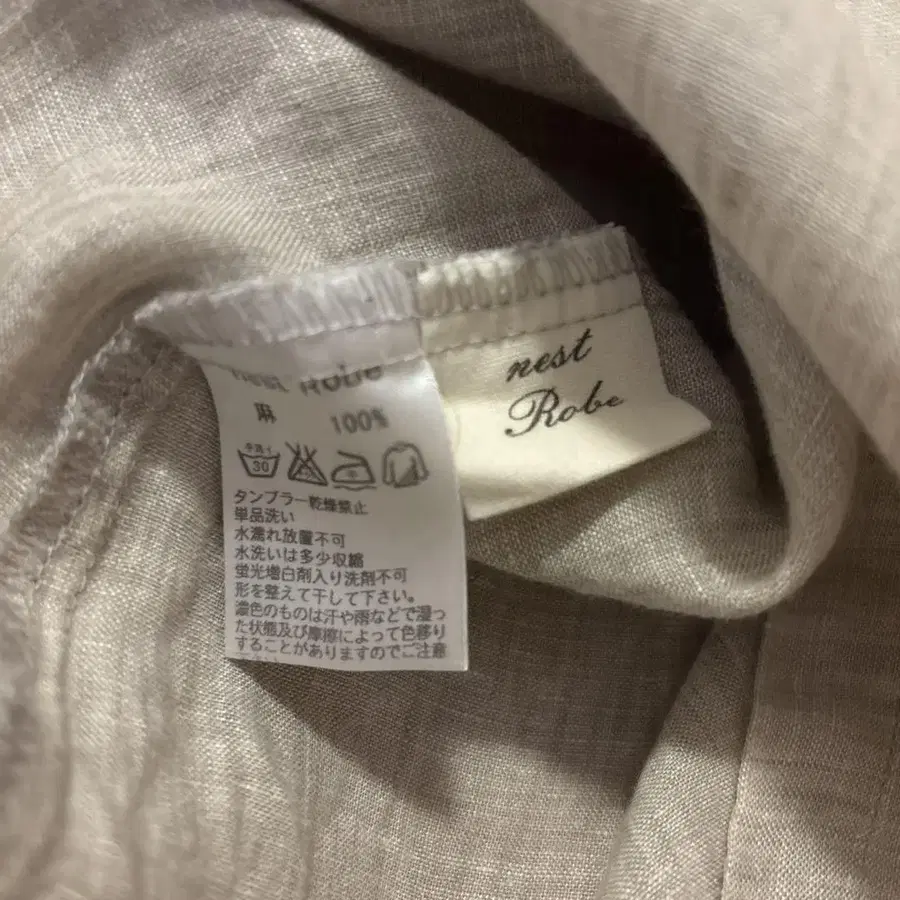 nest Robe
麻 100%
手洗イ
30
タンブラー乾燥禁止
単品洗い
水濡れ放置不可
水洗いは多少収縮
蛍光増白剤入り洗剤不可
形を整えて干して下さい。
濃色のものは汗や雨などで湿っ
た状態及び摩擦によって色移り
することがありますのでご注意
nest
Robe